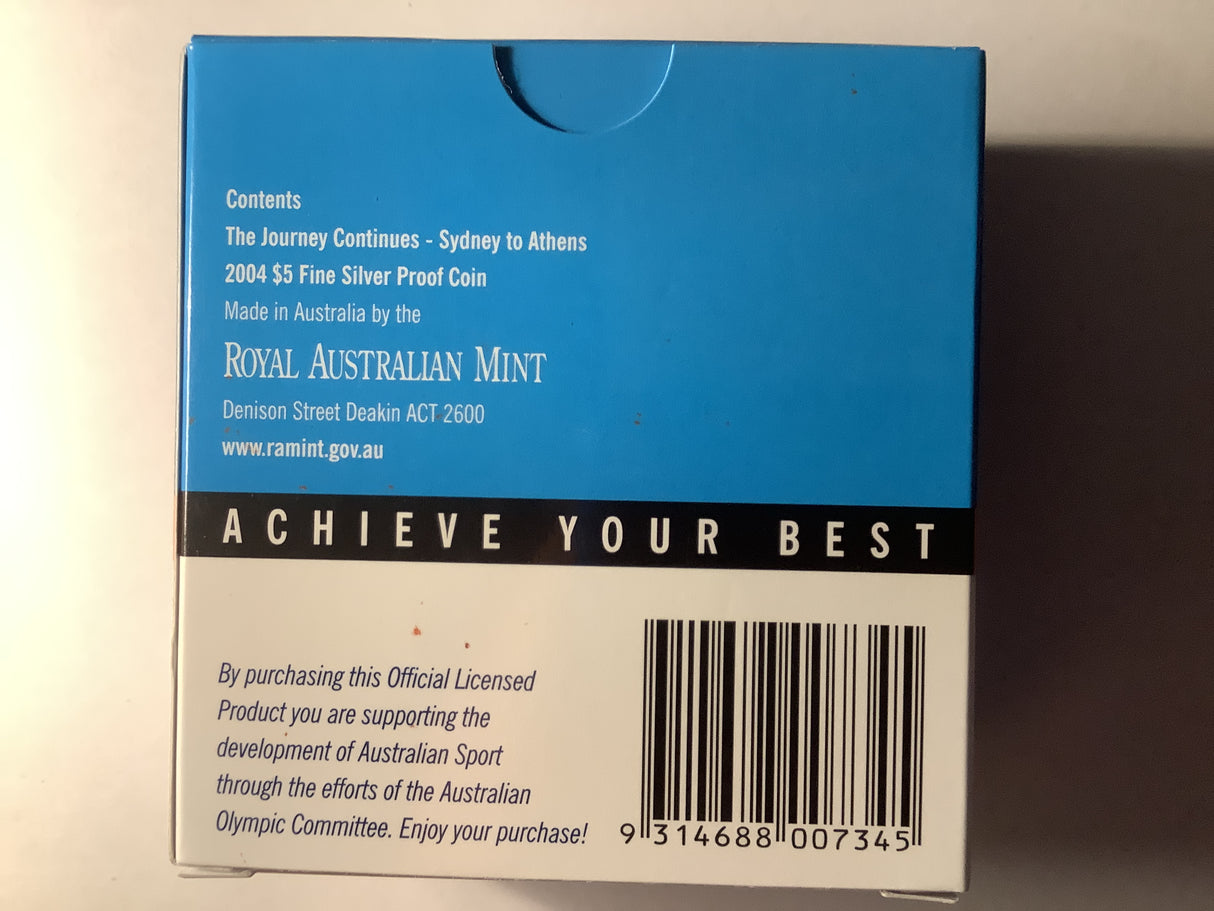 Contents
The Journey Continues - Sydney to Athens
2004 $5 Fine Silver Proof Coin
Made in Australia by the
ROYAL AUSTRALIAN MINT
Denison Street Deakin ACT 2600
www.ramint.gov.au
ACHIEVE YOUR BEST
By purchasing this Official Licensed
Product you are supporting the
development of Australian Sport
through the efforts of the Australian
Olympic Committee. Enjoy your purchase!
9 314688 007345